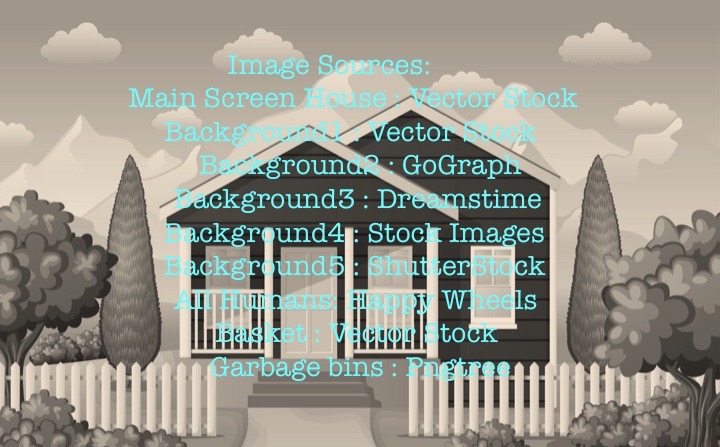 Image Sources:
Main Screen House : Vector Stock
Background1 : Vector Stock
Background2 : GoGraph
Background3 : Dreamstime
Background4 : Stock Images
Background5 : ShutterStock
All Humans: Happy Wheels
Basket : Vector Stock
Garbage bins : Pngtree